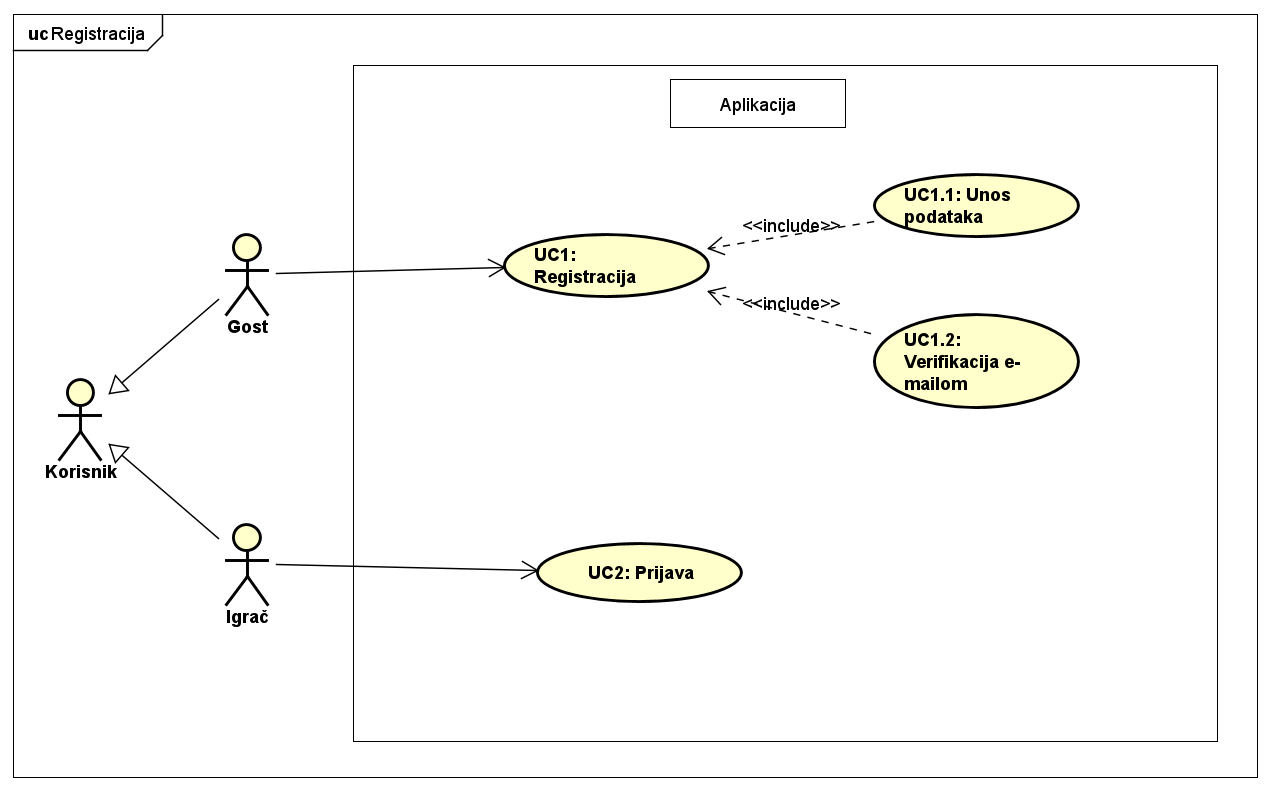 uc Registracija
Aplikacija
UC1.1: Unos
podataka
<<include>>
UC1:
Registracija
<<include>>
Gost
UC1.2:
Verifikacija e-
mailom
Korisnik
UC2: Prijava
Igrač